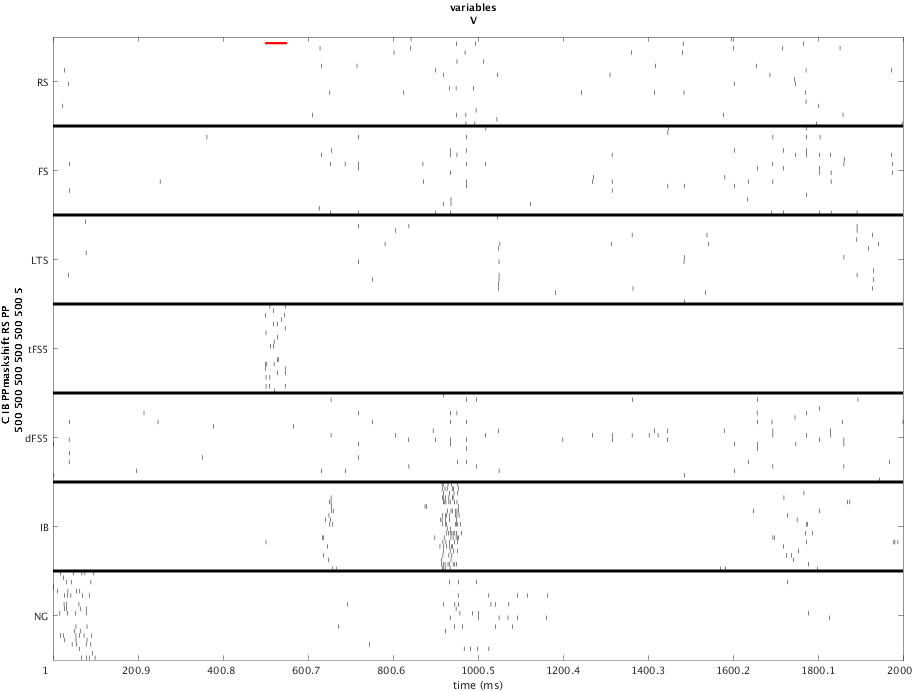 variables
V
RS
FS
LTS
tFS5
dFS5
IB
NG
C IB PPmaskshift RS PP
500 500 500 500 500 500 500 5
1
200.9
400.8
600.7
800.6
1000.5
1200.4
1400.3
1600.2
1800.1
2000
time (ms)